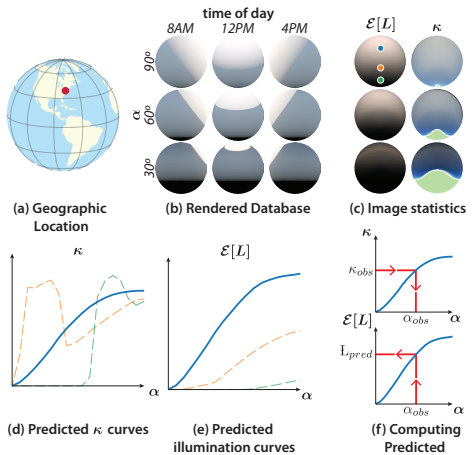 time of day
8AM 12PM 4PM
α
90º
60º
30º
ℰ[L] κ
(a) Geographic
Location
(b) Rendered Database
(c) Image statistics
κ
α
(d) Predicted κ curves
ℰ[L]
α
(e) Predicted
illumination curves
κ
κobs
αobs α
ℰ[L]
Lpred
αobs α
(f) Computing
Predicted